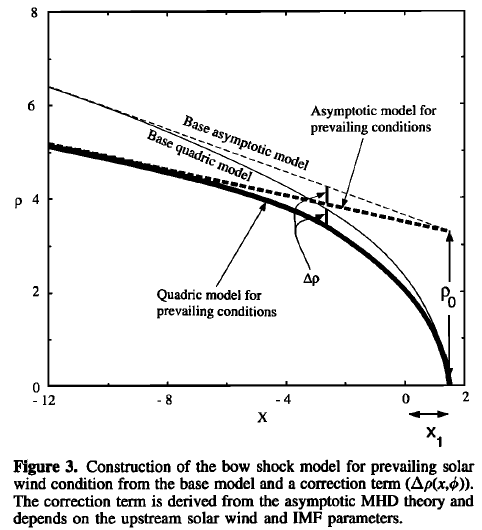 8
6
4
2
0
ρ
Base asymptotic model
Base quadric model
Asymptotic model for
prevailing conditions
Δρ
Quadric model for
prevailing conditions
ρ0
- 12
- 8
- 4
0
2
X
X1
Figure 3. Construction of the bow shock model for prevailing solar
wind condition from the base model and a correction term (Δρ(x,ϕ)).
The correction term is derived from the asymptotic MHD theory and
depends on the upstream solar wind and IMF parameters.